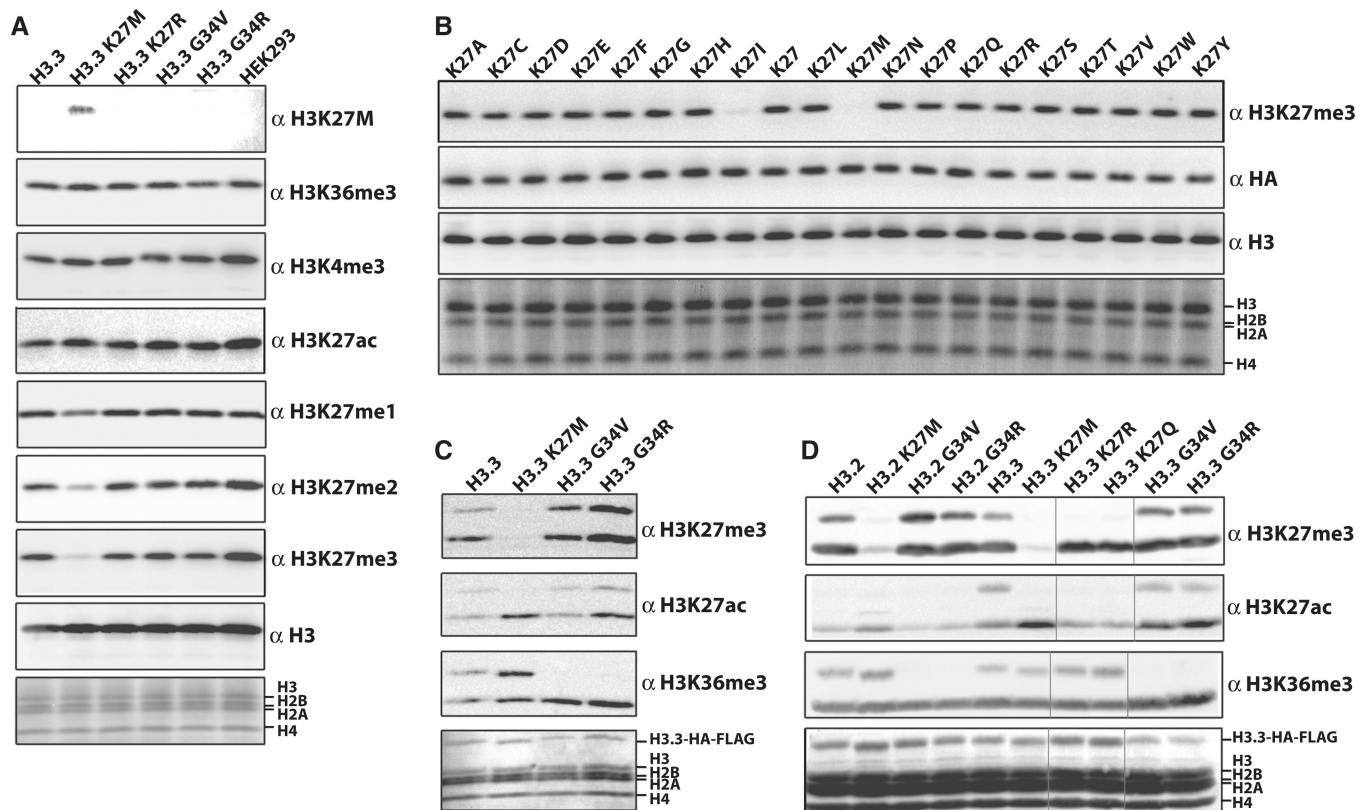 A
H3.3
H3.3 K27M
H3.3 K27R
H3.3 G34V
H3.3 G34R
HEK293
α H3K27M
α H3K36me3
α H3K4me3
α H3K27ac
α H3K27me1
α H3K27me2
α H3K27me3
α H3
H3
H2B
H2A
H4
B
K27A
K27C
K27D
K27E
K27F
K27G
K27H
K27I
K27
K27L
K27M
K27N
K27P
K27Q
K27R
K27S
K27T
K27V
K27W
K27Y
α H3K27me3
α HA
α H3
H3
H2B
H2A
H4
C
H3.3
H3.3 K27M
H3.3 G34V
H3.3 G34R
α H3K27me3
α H3K27ac
α H3K36me3
H3.3-HA-FLAG
H3
H2B
H2A
H4
D
H3.2
H3.2 K27M
H3.2 G34V
H3.2 G34R
H3.3
H3.3 K27M
H3.3 K27R
H3.3 K27Q
H3.3 G34V
H3.3 G34R
α H3K27me3
α H3K27ac
α H3K36me3
H3.3-HA-FLAG
H3
H2B
H2A
H4